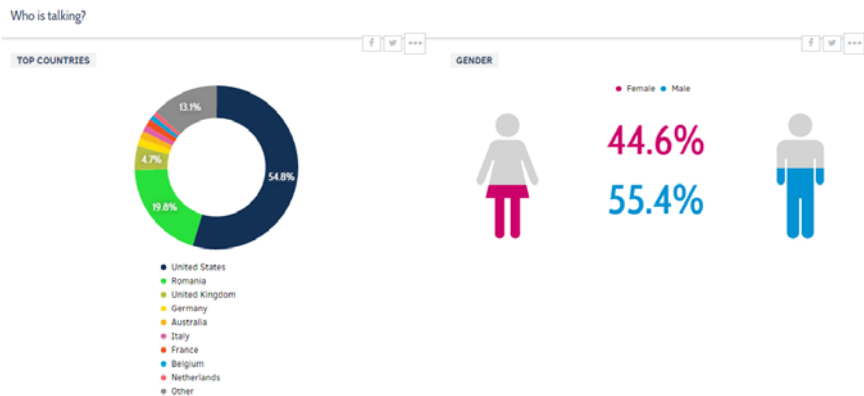 Who is talking?
TOP COUNTRIES
13.1%
4.7%
54.8%
19.8%
United States
Romania
United Kingdom
Germany
Australia
Italy
France
Belgium
Netherlands
Other
GENDER
Female Male
44.6%
55.4%